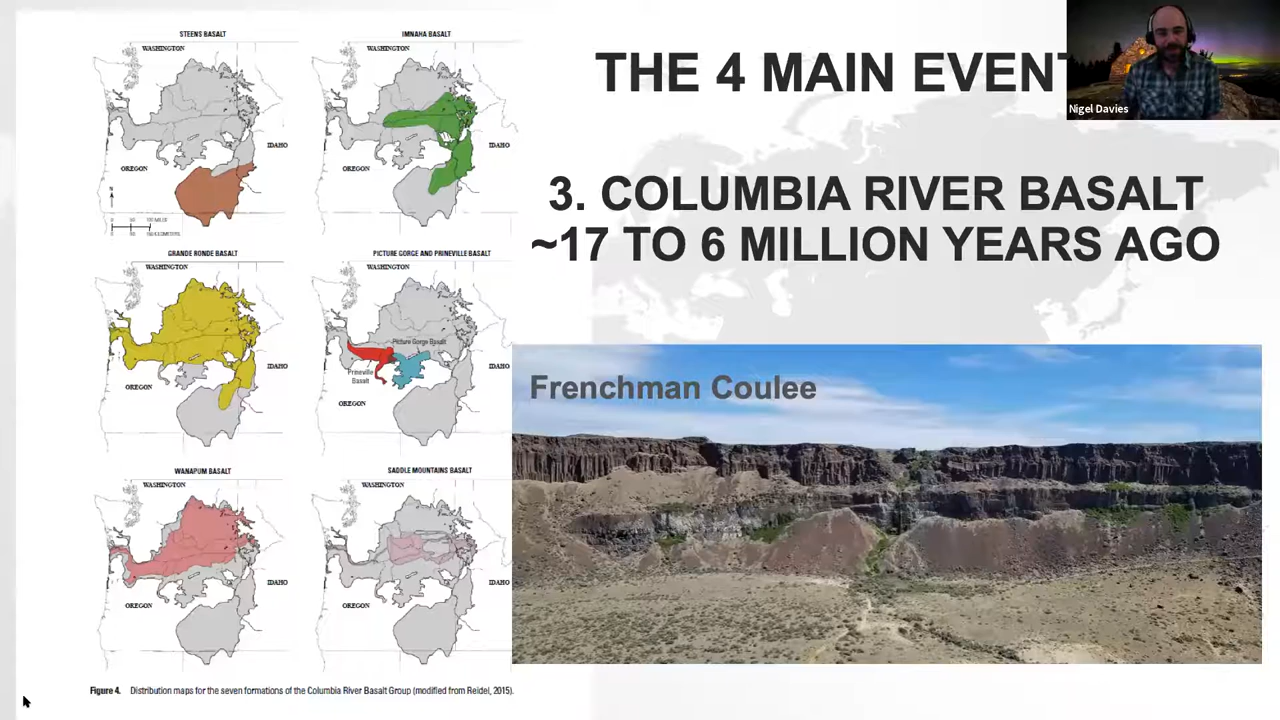 THE 4 MAIN EVENT
Nigel Davies
3. COLUMBIA RIVER BASALT
~17 TO 6 MILLION YEARS AGO
Frenchman Coulee
STEENS BASALT
WASHINGTON
OREGON
IDAHO
N
IMNAHA BASALT
WASHINGTON
OREGON
IDAHO
GRANDE RONDE BASALT
WASHINGTON
OREGON
IDAHO
PICTURE GORGE AND PRINEVILLE BASALT
WASHINGTON
Picture Gorge Basalt
Prineville
Basalt
OREGON
IDAHO
WANAPUM BASALT
WASHINGTON
OREGON
IDAHO
SADDLE MOUNTAINS BASALT
WASHINGTON
OREGON
IDAHO
Figure 4. Distribution maps for the seven formations of the Columbia River Basalt Group (modified from Reidel, 2015).